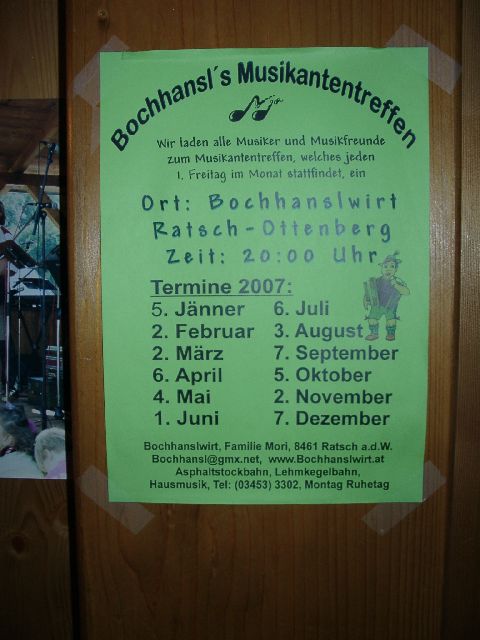 Bochhansl´s Musikantentreffen
Wir laden alle Musiker und Musikfreunde
zum Musikantentreffen, welches jeden
1. Freitag im Monat stattfindet, ein
Ort: Bochhanslwirt
Ratsch-Ottenberg
Zeit: 20:00 Uhr
Termine 2007:
5. Jänner 6. Juli
2. Februar 3. August
2. März 7. September
6. April 5. Oktober
4. Mai 2. November
1. Juni 7. Dezember
Bochhanslwirt, Familie Mori, 8461 Ratsch a.d.W.
Bochhansl@gmx.net, www.Bochhanslwirt.at
Asphaltstockbahn, Lehmkegelbahn,
Hausmusik, Tel: (03453) 3302, Montag Ruhetag